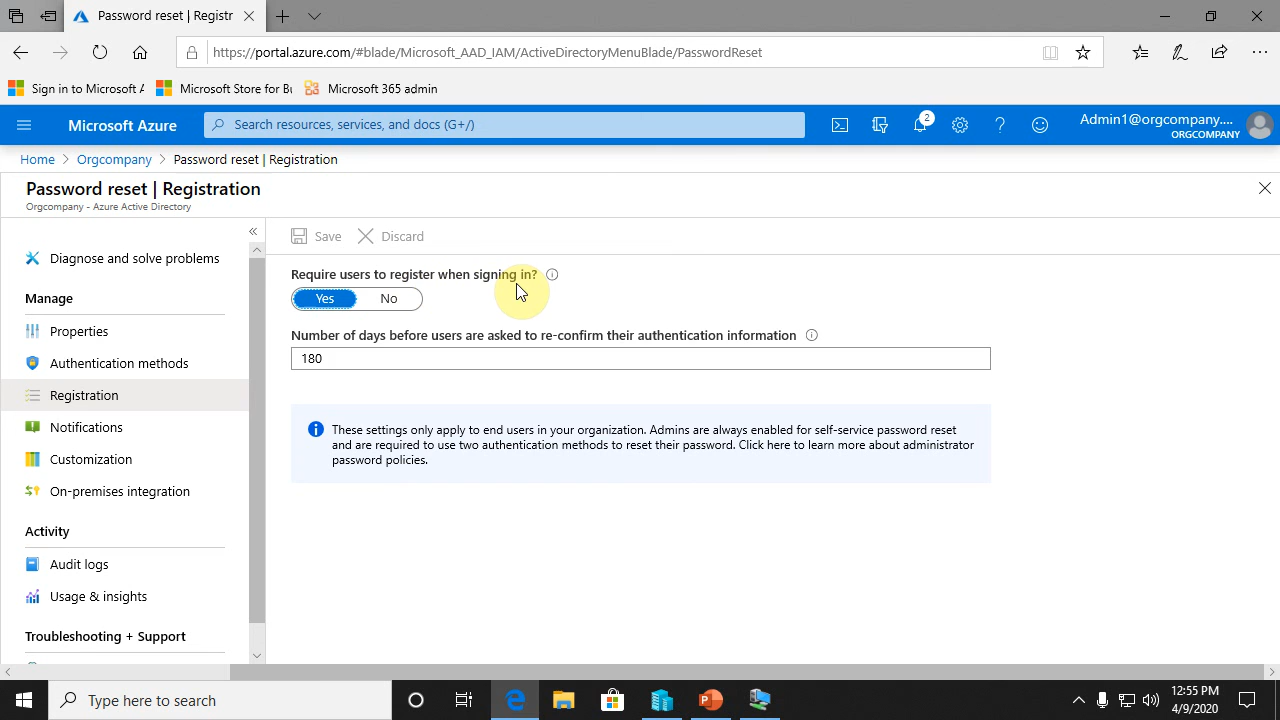 Password reset | Registr
https://portal.azure.com/#blade/Microsoft_AAD_IAM/ActiveDirectoryMenuBlade/PasswordReset
Sign in to Microsoft A
Microsoft Store for Bu
Microsoft 365 admin
Microsoft Azure
Search resources, services, and docs (G+/)
2
Admin1@orgcompany....
ORGCOMPANY
Home > Orgcompany > Password reset | Registration
Password reset | Registration
Orgcompany - Azure Active Directory
Save
Discard
Diagnose and solve problems
Manage
Properties
Authentication methods
Registration
Notifications
Customization
On-premises integration
Activity
Audit logs
Usage & insights
Troubleshooting + Support
Require users to register when signing in?
Yes
No
Number of days before users are asked to re-confirm their authentication information
180
These settings only apply to end users in your organization. Admins are always enabled for self-service password reset
and are required to use two authentication methods to reset their password. Click here to learn more about administrator
password policies.
Type here to search
12:55 PM
4/9/2020